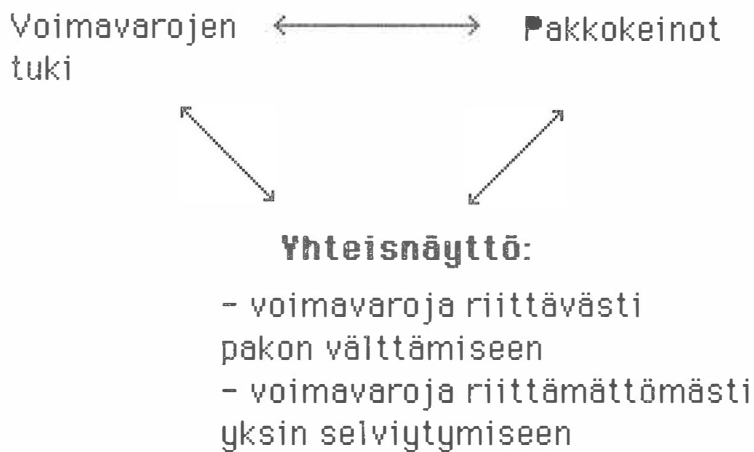 Voimavarojen
tuki
Pakkokeinot
Yhteisnäyttö:
- voimavaroja riittävästi
pakon välttämiseen
- voimavaroja riittämättömästi
yksin selviytymiseen